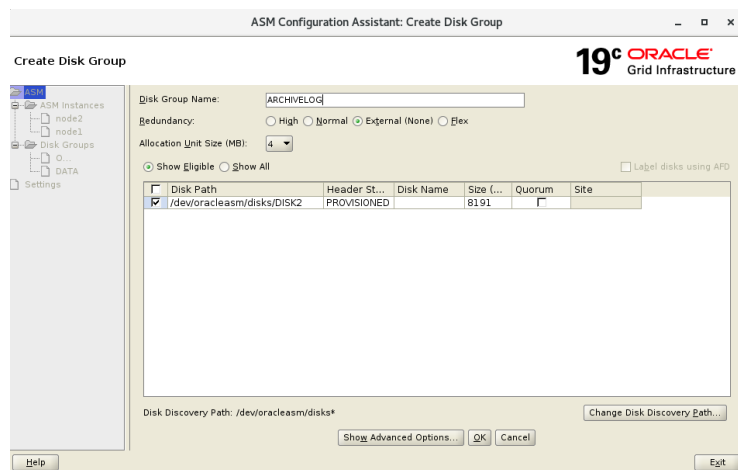 ASM Configuration Assistant: Create Disk Group
Create Disk Group
19c ORACLE
Grid Infrastructure
ASM
ASM Instances
node2
node1
Disk Groups
O...
DATA
Settings
Disk Group Name: ARCHIVELOG
Redundancy: High Normal External (None) Flex
Allocation Unit Size (MB): 4
Show Eligible Show All Label disks using AFD
Disk Path Header St... Disk Name Size (... Quorum Site
/dev/oracleasm/disks/DISK2 PROVISIONED 8191
Disk Discovery Path: /dev/oracleasm/disks* Change Disk Discovery Path...
Show Advanced Options... OK Cancel
Help Exit